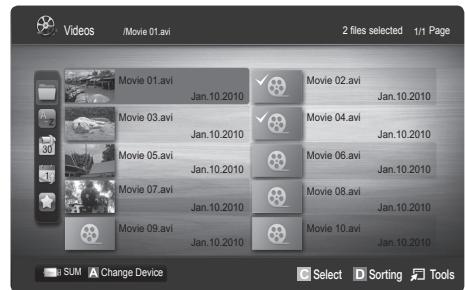 Videos /Movie 01.avi 2 files selected 1/1 Page
Movie 01.avi Movie 02.avi
Jan.10.2010 Jan.10.2010
Movie 03.avi Movie 04.avi
Jan.10.2010 Jan.10.2010
Movie 05.avi Movie 06.avi
Jan.10.2010 Jan.10.2010
Movie 07.avi Movie 08.avi
Jan.10.2010 Jan.10.2010
Movie 09.avi Movie 10.avi
Jan.10.2010 Jan.10.2010
A Z
30
1
SUM A Change Device C Select D Sorting Tools